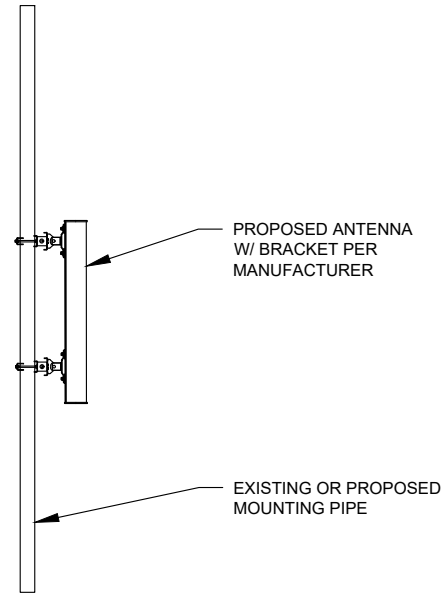 PROPOSED ANTENNA
W/ BRACKET PER
MANUFACTURER
EXISTING OR PROPOSED
MOUNTING PIPE